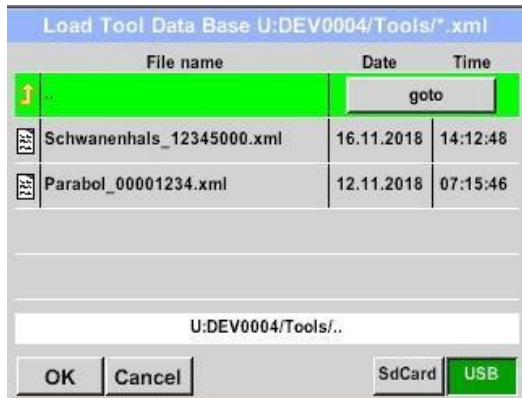 Load Tool Data Base U:DEV0004/Tools/*.xml
File name Date Time
.. goto
Schwanenhals_12345000.xml 16.11.2018 14:12:48
Parabol_00001234.xml 12.11.2018 07:15:46
U:DEV0004/Tools/..
OK Cancel SdCard USB